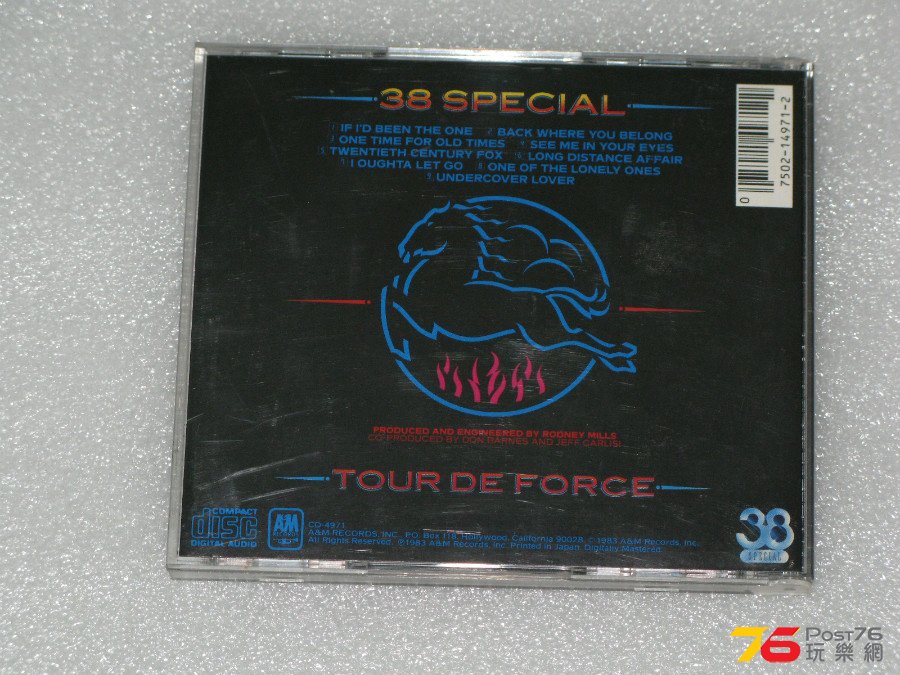 38 SPECIAL
1 IF I'D BEEN THE ONE 2 BACK WHERE YOU BELONG
3 ONE TIME FOR OLD TIMES 4 SEE ME IN YOUR EYES
5 TWENTIETH CENTURY FOX 6 LONG DISTANCE AFFAIR
7 I OUGHTA LET GO 8 ONE OF THE LONELY ONES
9 UNDERCOVER LOVER
0 7502-14971-2
PRODUCED AND ENGINEERED BY RODNEY MILLS
CO-PRODUCED BY DON BARNES AND JEFF CARLISI
TOUR DE FORCE
COMPACT
disc
DIGITAL AUDIO
A&M
RECORDS
CD-4971
A&M RECORDS, INC., P.O. Box 118, Hollywood, California 90028. © 1983 A&M Records, Inc.
All Rights Reserved. ℗1983 A&M Records, Inc. Printed in Japan. Digitally Mastered.
38
SPECIAL
76 Post76
玩樂網